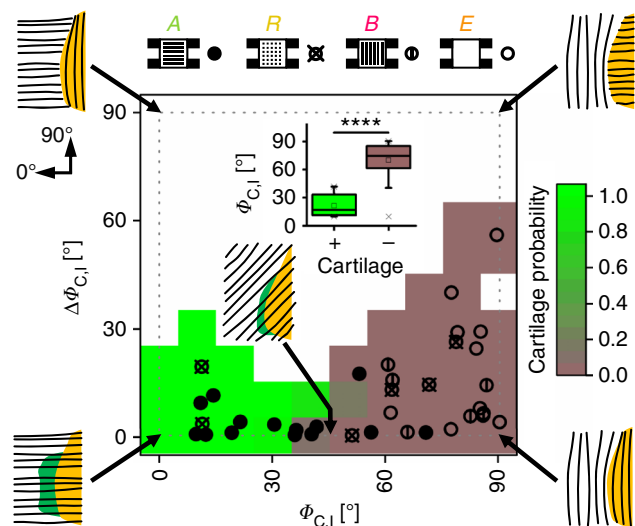 A R B E
90°
0°
90
60
30
0
ΔΦC,I [°]
****
90
60
30
0
ΦC,I [°]
+ −
Cartilage
1.0
0.8
0.6
0.4
0.2
0.0
Cartilage probability
0 30 60 90
ΦC,I [°]